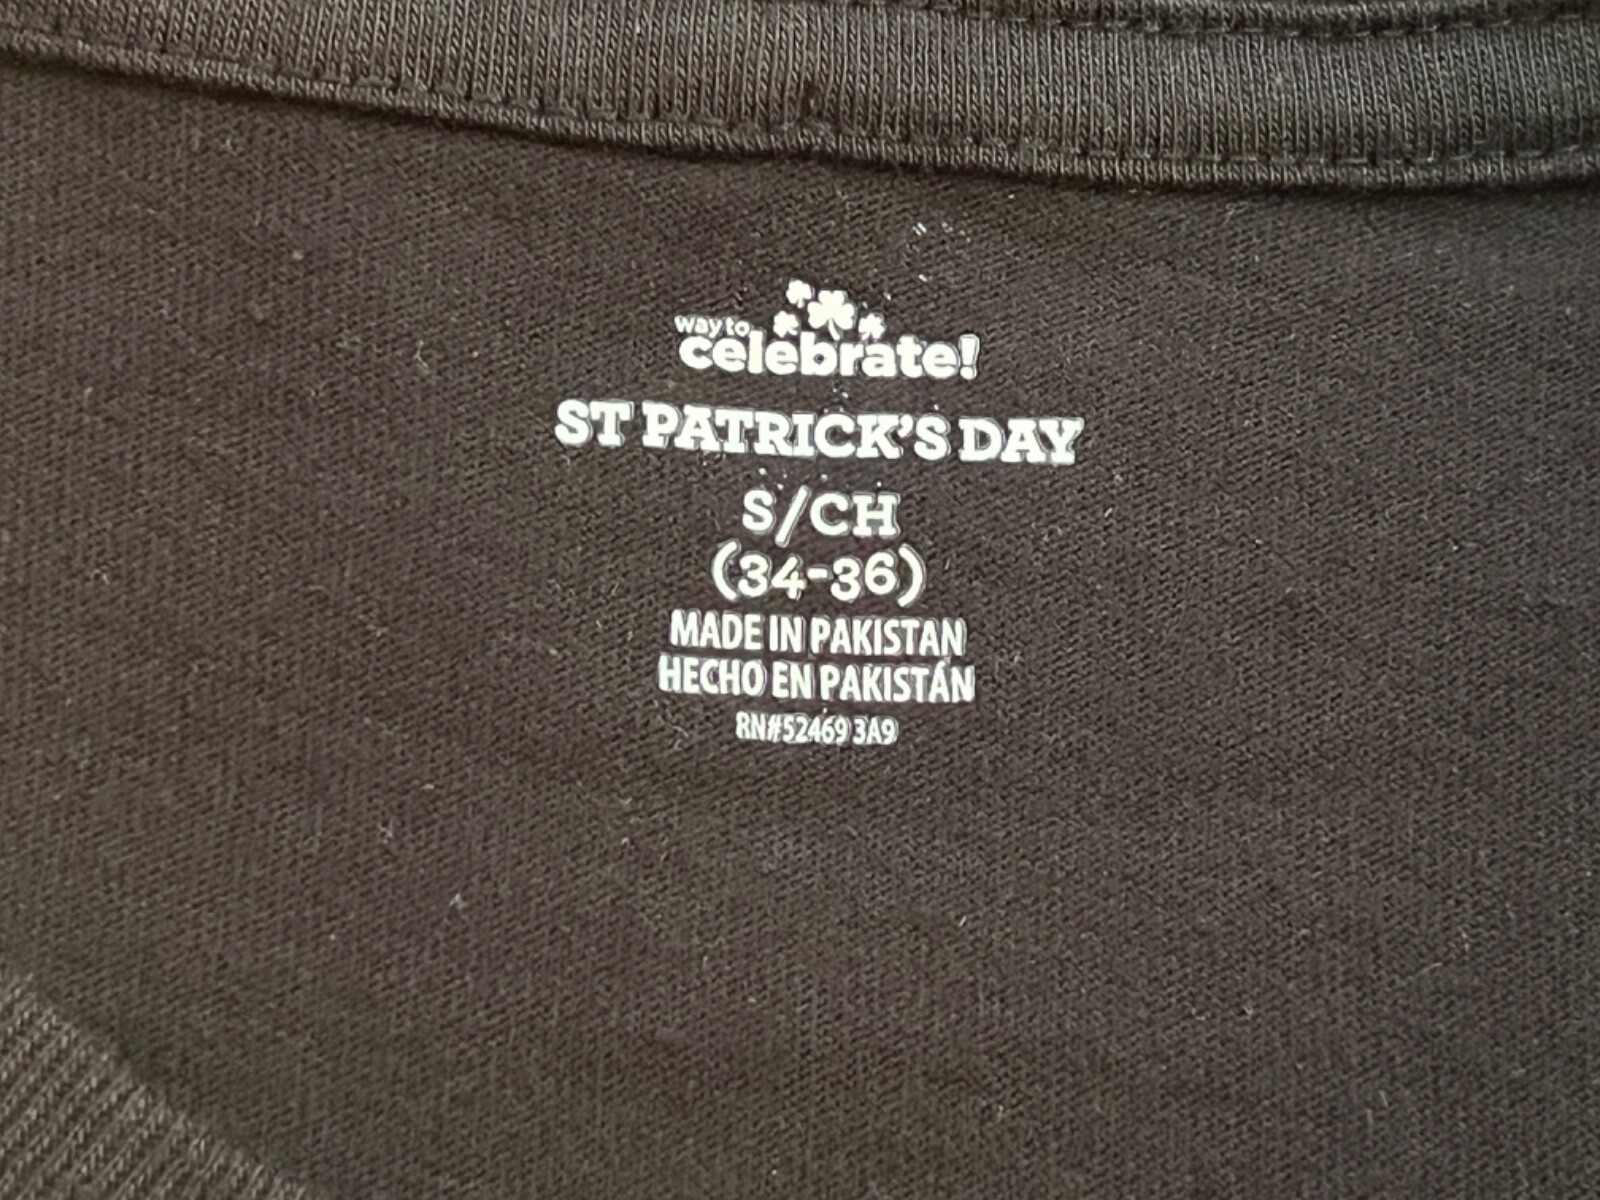 way to
celebrate!
ST PATRICK'S DAY
S/CH
(34-36)
MADE IN PAKISTAN
HECHO EN PAKISTÁN
RN#52469 3A9